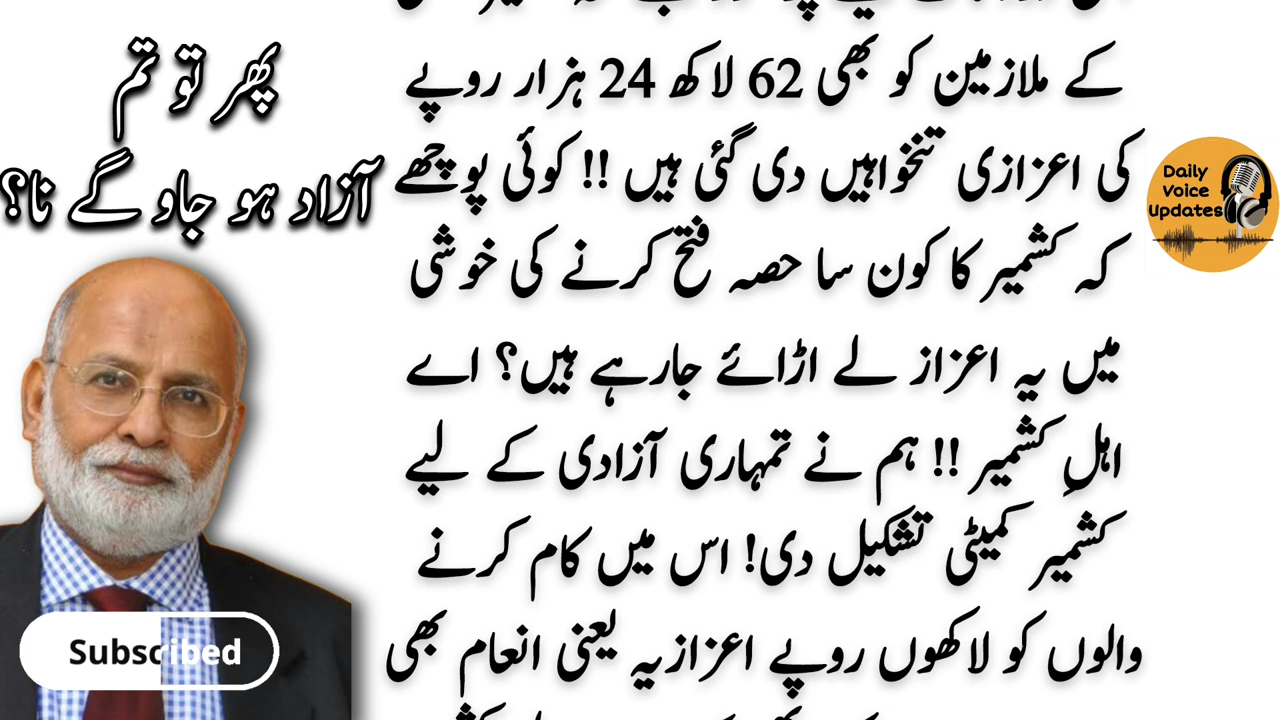 پھر تو تم
آزاد ہو جاو گے نا؟
کے ملازمین کو بھی 62 لاکھ 24 ہزار روپے
کی اعزازی تنخواہیں دی گئی ہیں !! کوئی پوچھے
کہ کشمیر کا کون سا حصہ فتح کرنے کی خوشی
میں یہ اعزاز لے اڑائے جارہے ہیں؟ اے
اہلِ کشمیر !! ہم نے تمہاری آزادی کے لیے
کشمیر کمیٹی تشکیل دی! اس میں کام کرنے
والوں کو لاکھوں روپے اعزازیہ یعنی انعام بھی
Daily
Voice
Updates
Subscribed